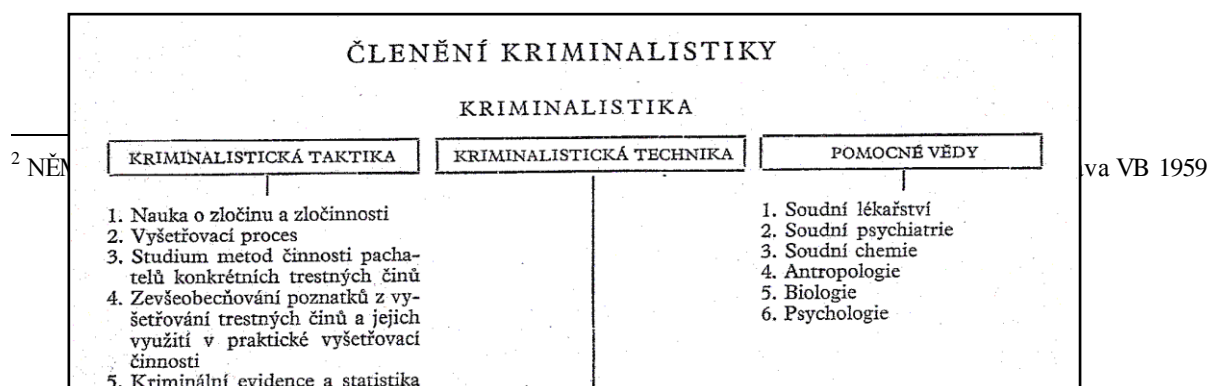 ČLENĚNÍ KRIMINALISTIKY
KRIMINALISTIKA
KRIMINALISTICKÁ TAKTIKA
1. Nauka o zločinu a zločinnosti
2. Vyšetřovací proces
3. Studium metod činnosti pacha-
telů konkrétních trestných činů
4. Zevšeobecňování poznatků z vy-
šetřování trestných činů a jejich
využití v praktické vyšetřovací
činnosti
5. Kriminální evidence a statistika
KRIMINALISTICKÁ TECHNIKA
POMOCNÉ VĚDY
1. Soudní lékařství
2. Soudní psychiatrie
3. Soudní chemie
4. Antropologie
5. Biologie
6. Psychologie
2 VB 1959